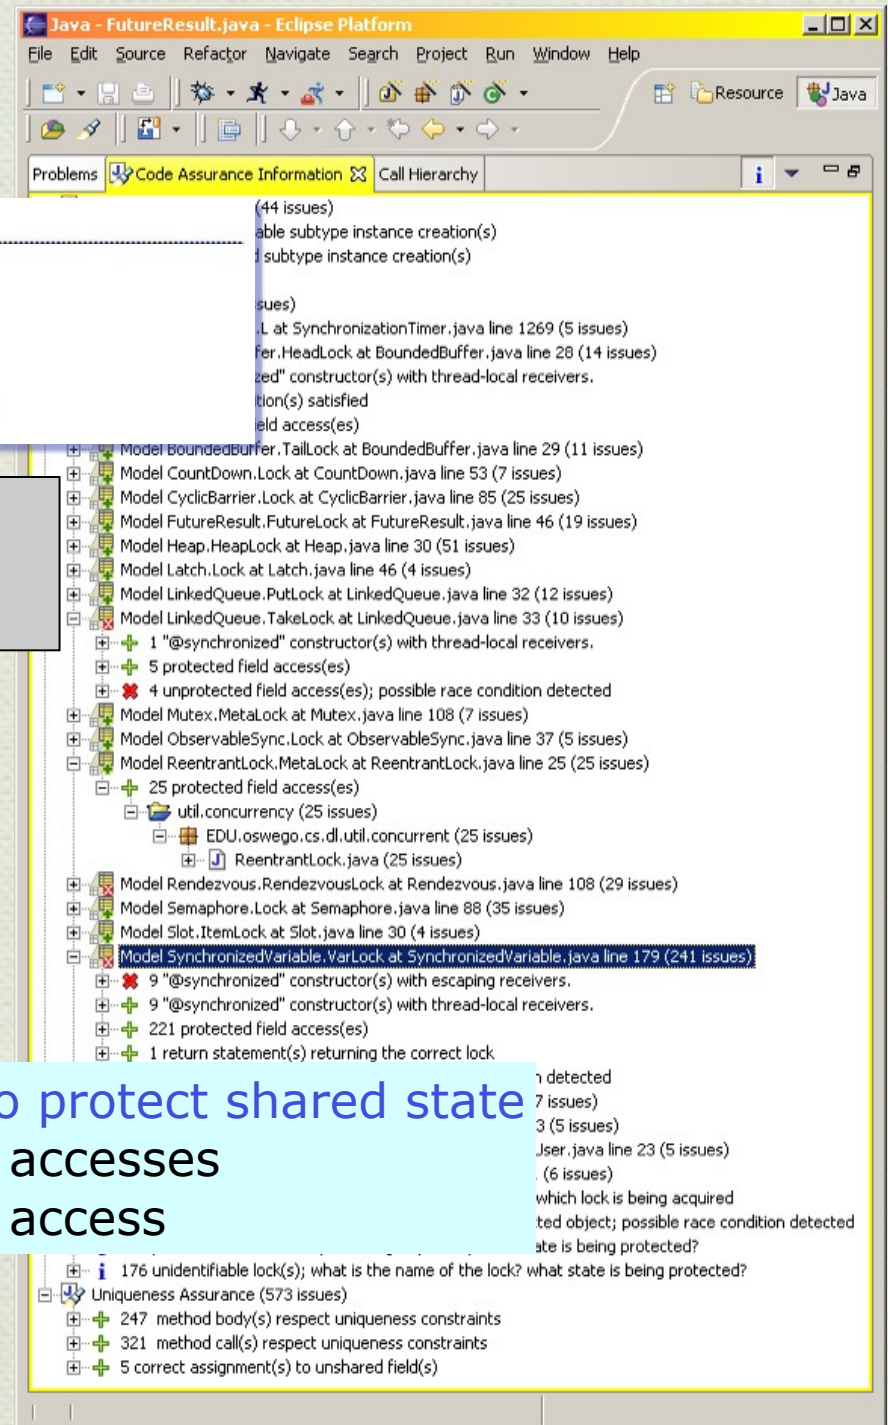 Java - FutureResult.java - Eclipse Platform
File Edit Source Refactor Navigate Search Project Run Window Help
Resource Java
Problems Code Assurance Information Call Hierarchy
(44 issues)
able subtype instance creation(s)
subtype instance creation(s)
sues)
.L at SynchronizationTimer.java line 1269 (5 issues)
fer.HeadLock at BoundedBuffer.java line 28 (14 issues)
zed" constructor(s) with thread-local receivers.
tion(s) satisfied
eld access(es)
Model BoundedBuffer.TailLock at BoundedBuffer.java line 29 (11 issues)
Model CountDown.Lock at CountDown.java line 53 (7 issues)
Model CyclicBarrier.Lock at CyclicBarrier.java line 85 (25 issues)
Model FutureResult.FutureLock at FutureResult.java line 46 (19 issues)
Model Heap.HeapLock at Heap.java line 30 (51 issues)
Model Latch.Lock at Latch.java line 46 (4 issues)
Model LinkedQueue.PutLock at LinkedQueue.java line 32 (12 issues)
Model LinkedQueue.TakeLock at LinkedQueue.java line 33 (10 issues)
1 "@synchronized" constructor(s) with thread-local receivers.
5 protected field access(es)
4 unprotected field access(es); possible race condition detected
Model Mutex.MetaLock at Mutex.java line 108 (7 issues)
Model ObservableSync.Lock at ObservableSync.java line 37 (5 issues)
Model ReentrantLock.MetaLock at ReentrantLock.java line 25 (25 issues)
25 protected field access(es)
util.concurrency (25 issues)
EDU.oswego.cs.dl.util.concurrent (25 issues)
ReentrantLock.java (25 issues)
Model Rendezvous.RendezvousLock at Rendezvous.java line 108 (29 issues)
Model Semaphore.Lock at Semaphore.java line 88 (35 issues)
Model Slot.ItemLock at Slot.java line 30 (4 issues)
Model SynchronizedVariable.VarLock at SynchronizedVariable.java line 179 (241 issues)
9 "@synchronized" constructor(s) with escaping receivers.
9 "@synchronized" constructor(s) with thread-local receivers.
221 protected field access(es)
1 return statement(s) returning the correct lock
detected
o protect shared state
7 issues)
3 (5 issues)
accesses
User.java line 23 (5 issues)
(6 issues)
which lock is being acquired
access
ted object; possible race condition detected
ate is being protected?
176 unidentifiable lock(s); what is the name of the lock? what state is being protected?
Uniqueness Assurance (573 issues)
247 method body(s) respect uniqueness constraints
321 method call(s) respect uniqueness constraints
5 correct assignment(s) to unshared field(s)